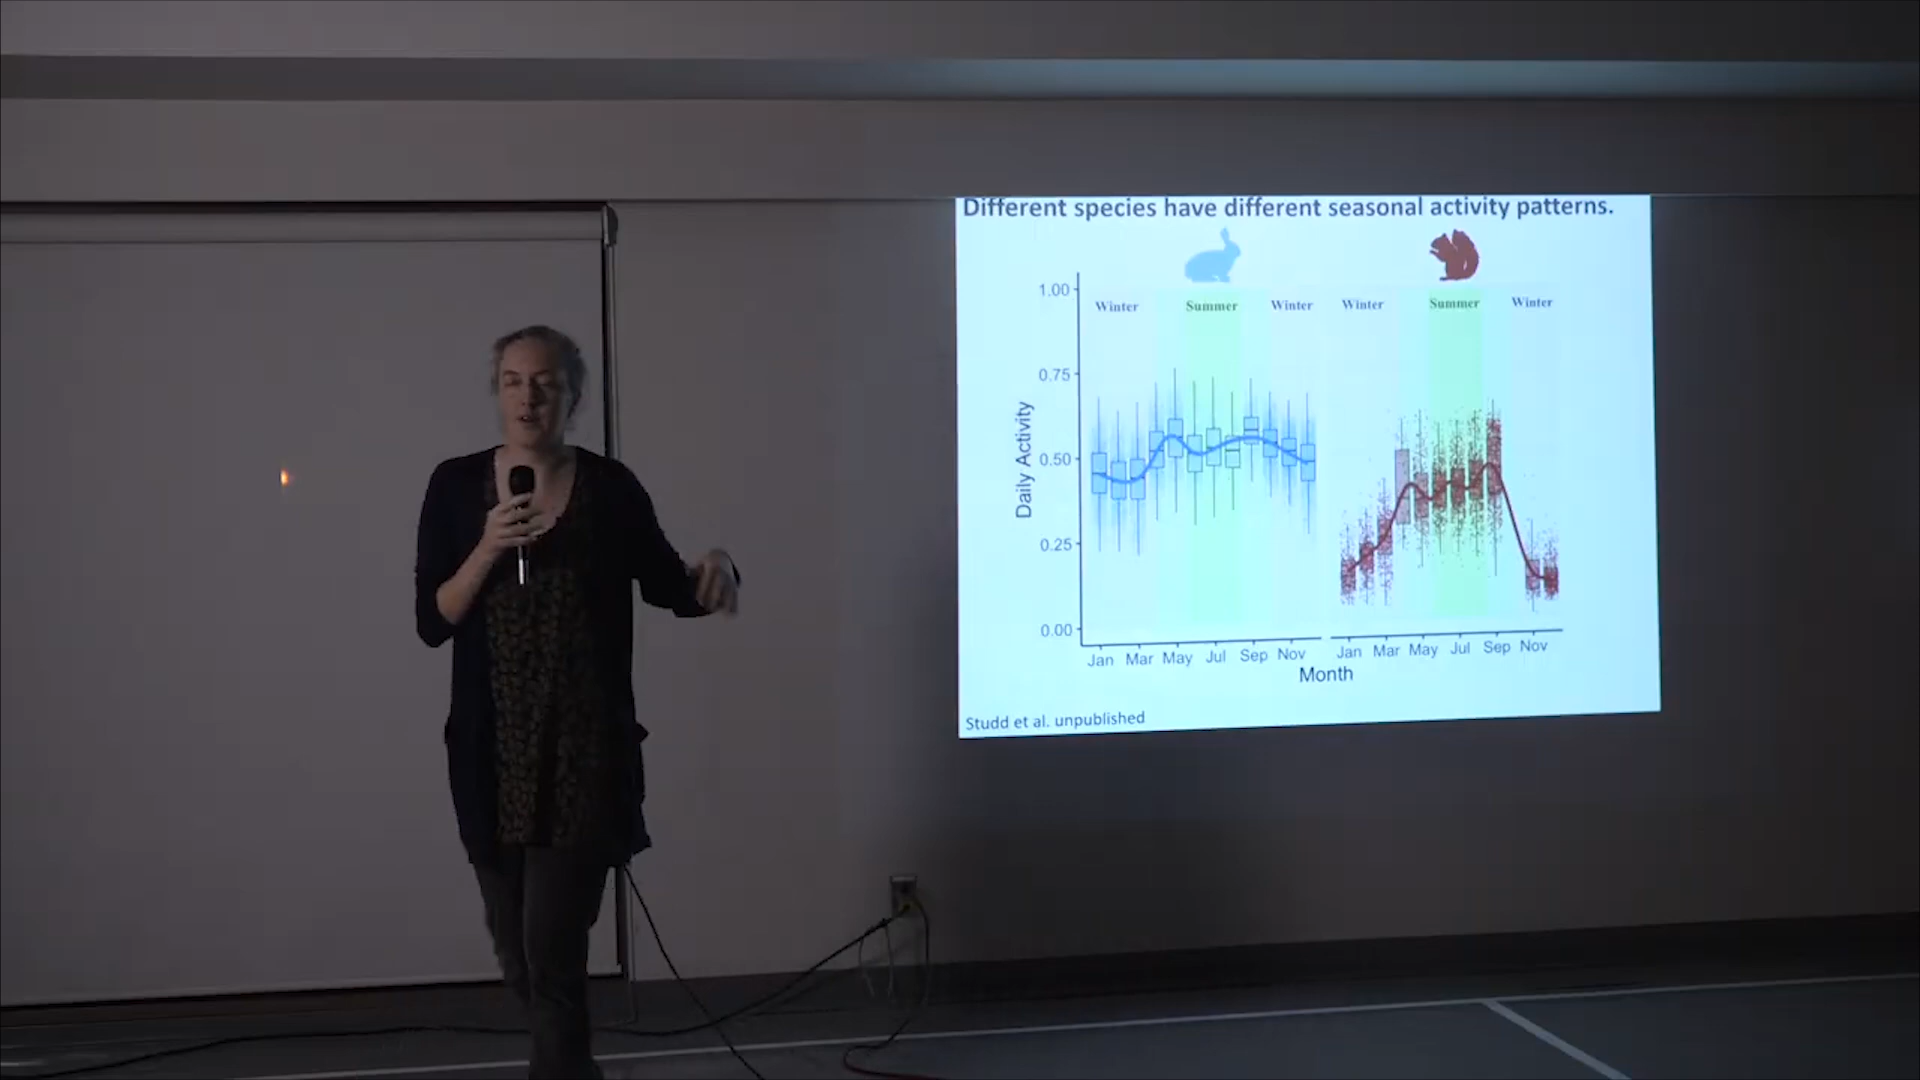 Different species have different seasonal activity patterns.
Winter Summer Winter Winter Summer Winter
1.00
0.75
0.50
0.25
0.00
Daily Activity
Jan Mar May Jul Sep Nov Jan Mar May Jul Sep Nov
Month
Studd et al. unpublished